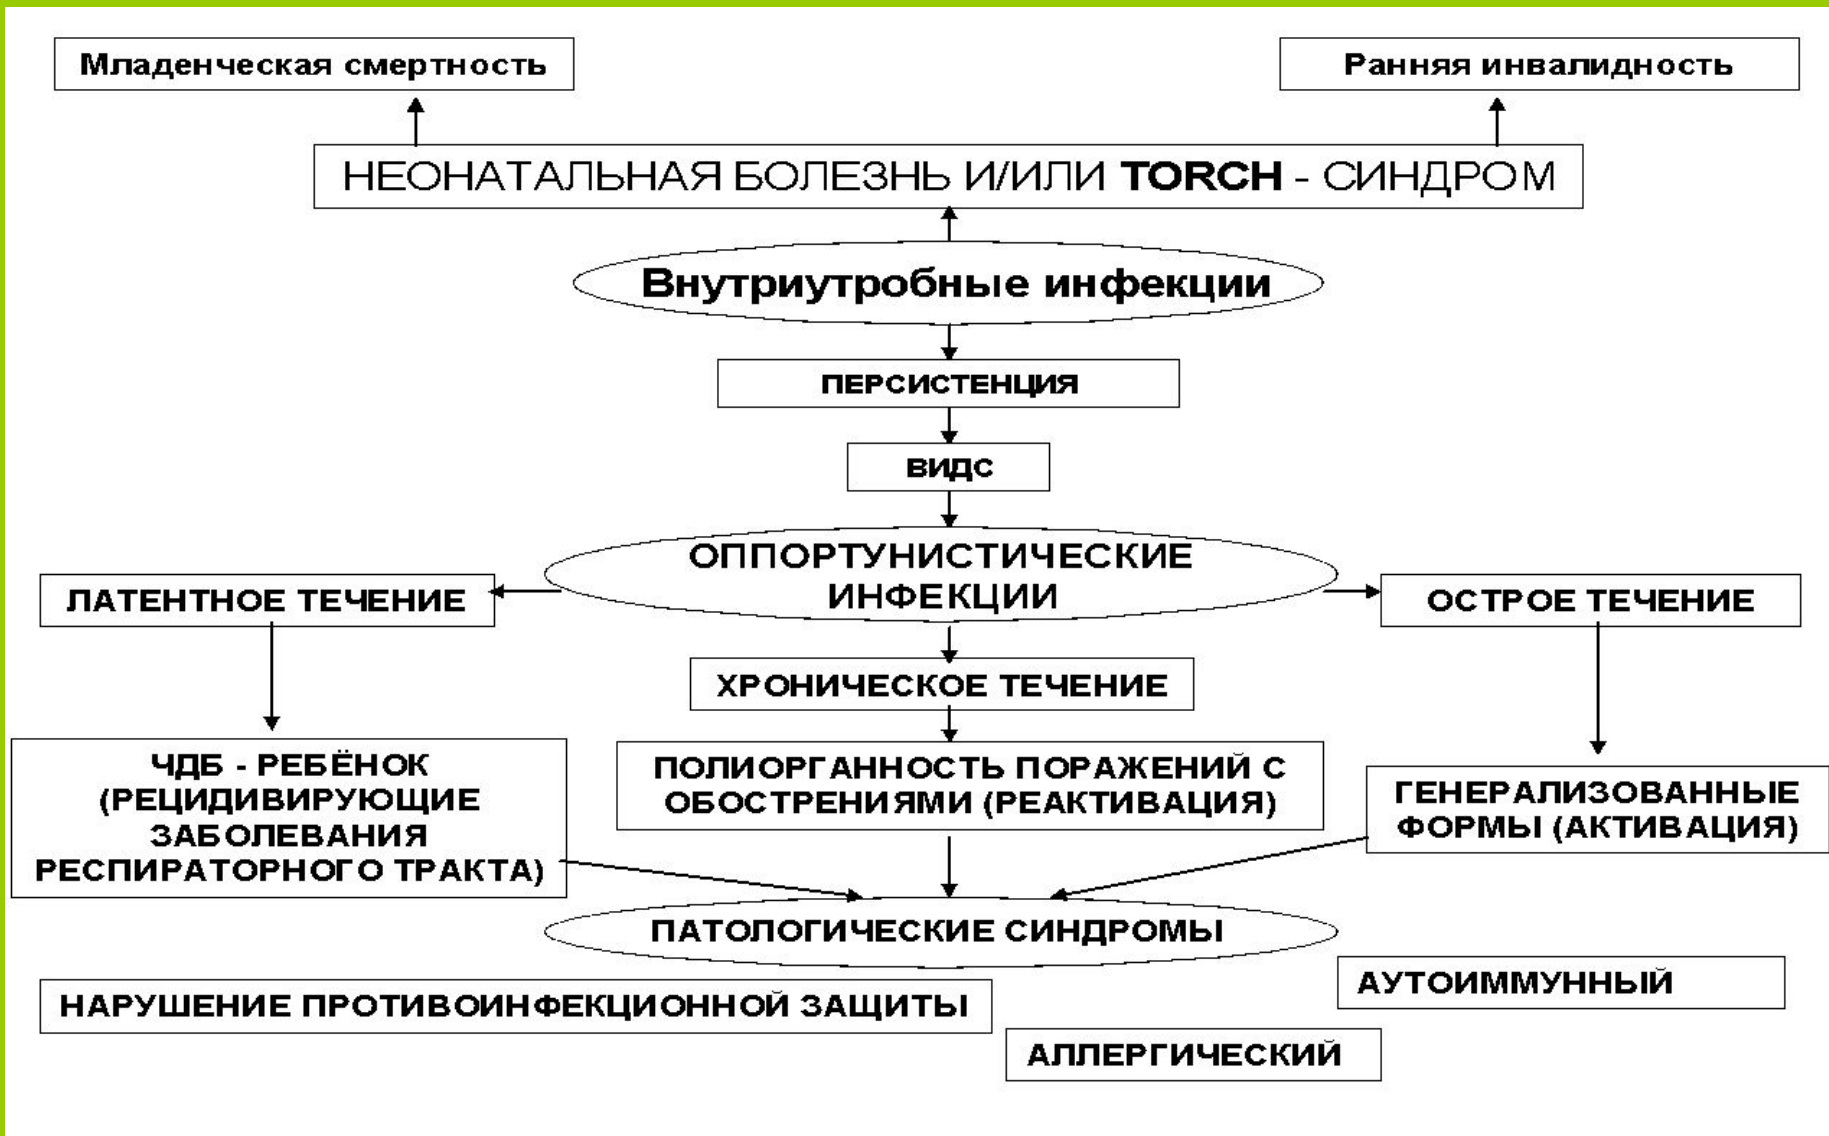 Младенческая смертность
Ранняя инвалидность
НЕОНАТАЛЬНАЯ БОЛЕЗНЬ И/ИЛИ TORCH - СИНДРОМ
Внутриутробные инфекции
ПЕРСИСТЕНЦИЯ
ВИДС
ОППОРТУНИСТИЧЕСКИЕ
ИНФЕКЦИИ
ЛАТЕНТНОЕ ТЕЧЕНИЕ
ОСТРОЕ ТЕЧЕНИЕ
ХРОНИЧЕСКОЕ ТЕЧЕНИЕ
ЧДБ - РЕБЁНОК
(РЕЦИДИВИРУЮЩИЕ
ЗАБОЛЕВАНИЯ
РЕСПИРАТОРНОГО ТРАКТА)
ПОЛИОРГАННОСТЬ ПОРАЖЕНИЙ С
ОБОСТРЕНИЯМИ (РЕАКТИВАЦИЯ)
ГЕНЕРАЛИЗОВАННЫЕ
ФОРМЫ (АКТИВАЦИЯ)
ПАТОЛОГИЧЕСКИЕ СИНДРОМЫ
НАРУШЕНИЕ ПРОТИВОИНФЕКЦИОННОЙ ЗАЩИТЫ
АУТОИММУННЫЙ
АЛЛЕРГИЧЕСКИЙ